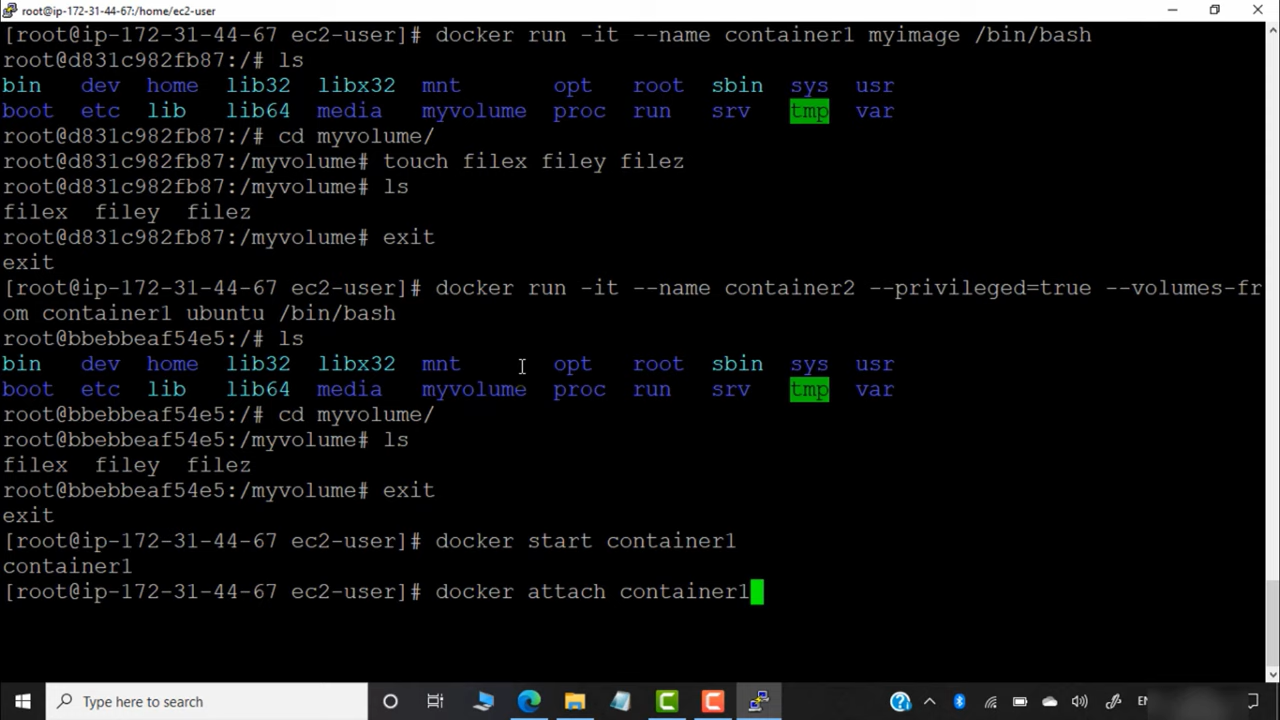 root@ip-172-31-44-67:/home/ec2-user
[root@ip-172-31-44-67 ec2-user]# docker run -it --name container1 myimage /bin/bash
root@d831c982fb87:/# ls
bin dev home lib32 libx32 mnt opt root sbin sys usr
boot etc lib lib64 media myvolume proc run srv tmp var
root@d831c982fb87:/# cd myvolume/
root@d831c982fb87:/myvolume# touch filex filey filez
root@d831c982fb87:/myvolume# ls
filex filey filez
root@d831c982fb87:/myvolume# exit
exit
[root@ip-172-31-44-67 ec2-user]# docker run -it --name container2 --privileged=true --volumes-fr
om container1 ubuntu /bin/bash
root@bbebbeaf54e5:/# ls
bin dev home lib32 libx32 mnt opt root sbin sys usr
boot etc lib lib64 media myvolume proc run srv tmp var
root@bbebbeaf54e5:/# cd myvolume/
root@bbebbeaf54e5:/myvolume# ls
filex filey filez
root@bbebbeaf54e5:/myvolume# exit
exit
[root@ip-172-31-44-67 ec2-user]# docker start container1
container1
[root@ip-172-31-44-67 ec2-user]# docker attach container1
Type here to search